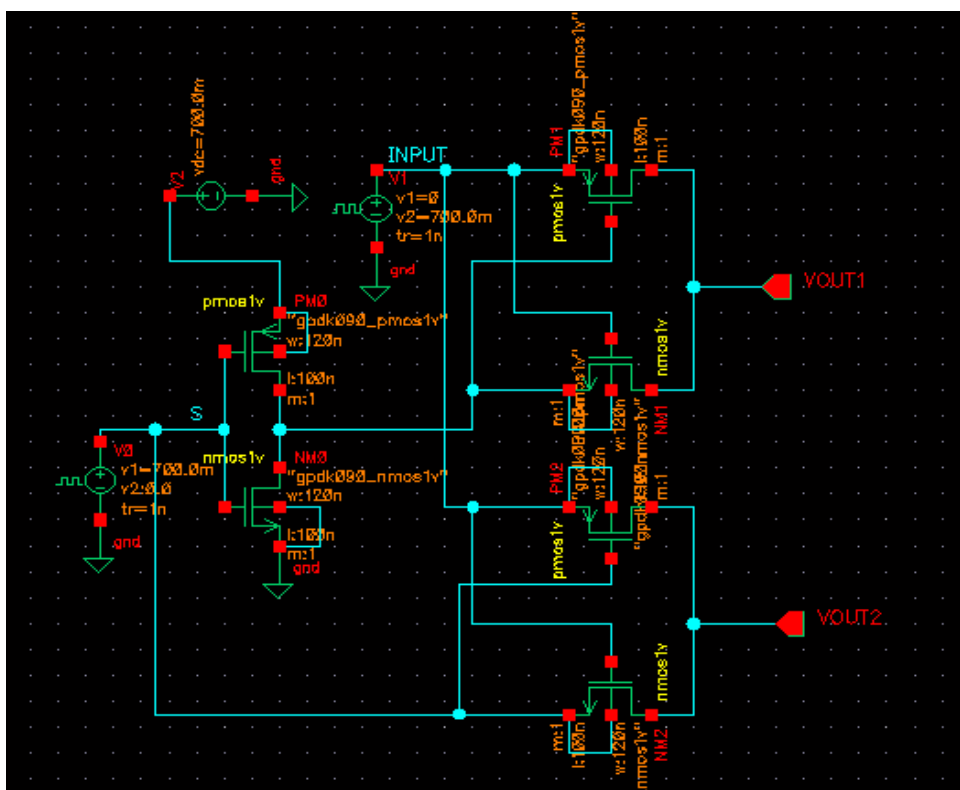 vdc=700.0m
V2
gnd
INPUT
V1
v1=0
v2=700.0m
tr=1n
gnd
PM1
"gpdk090_pmos1v"
w:120n
l:100n
m:1
pmos1v
VOUT1
pmos1v
PM0
"gpdk090_pmos1v"
w:120n
l:100n
m:1
nmos1v
m:1
w:120n
NM1
S
V0
v1=700.0m
v2:0.0
tr=1n
gnd
nmos1v
NM0
"gpdk090_nmos1v"
w:120n
l:100n
m:1
gnd
PM2
w:120n
m:1
pmos1v
VOUT2
nmos1v
m:1
l:100n
w:120n
nmos1v"
NM2